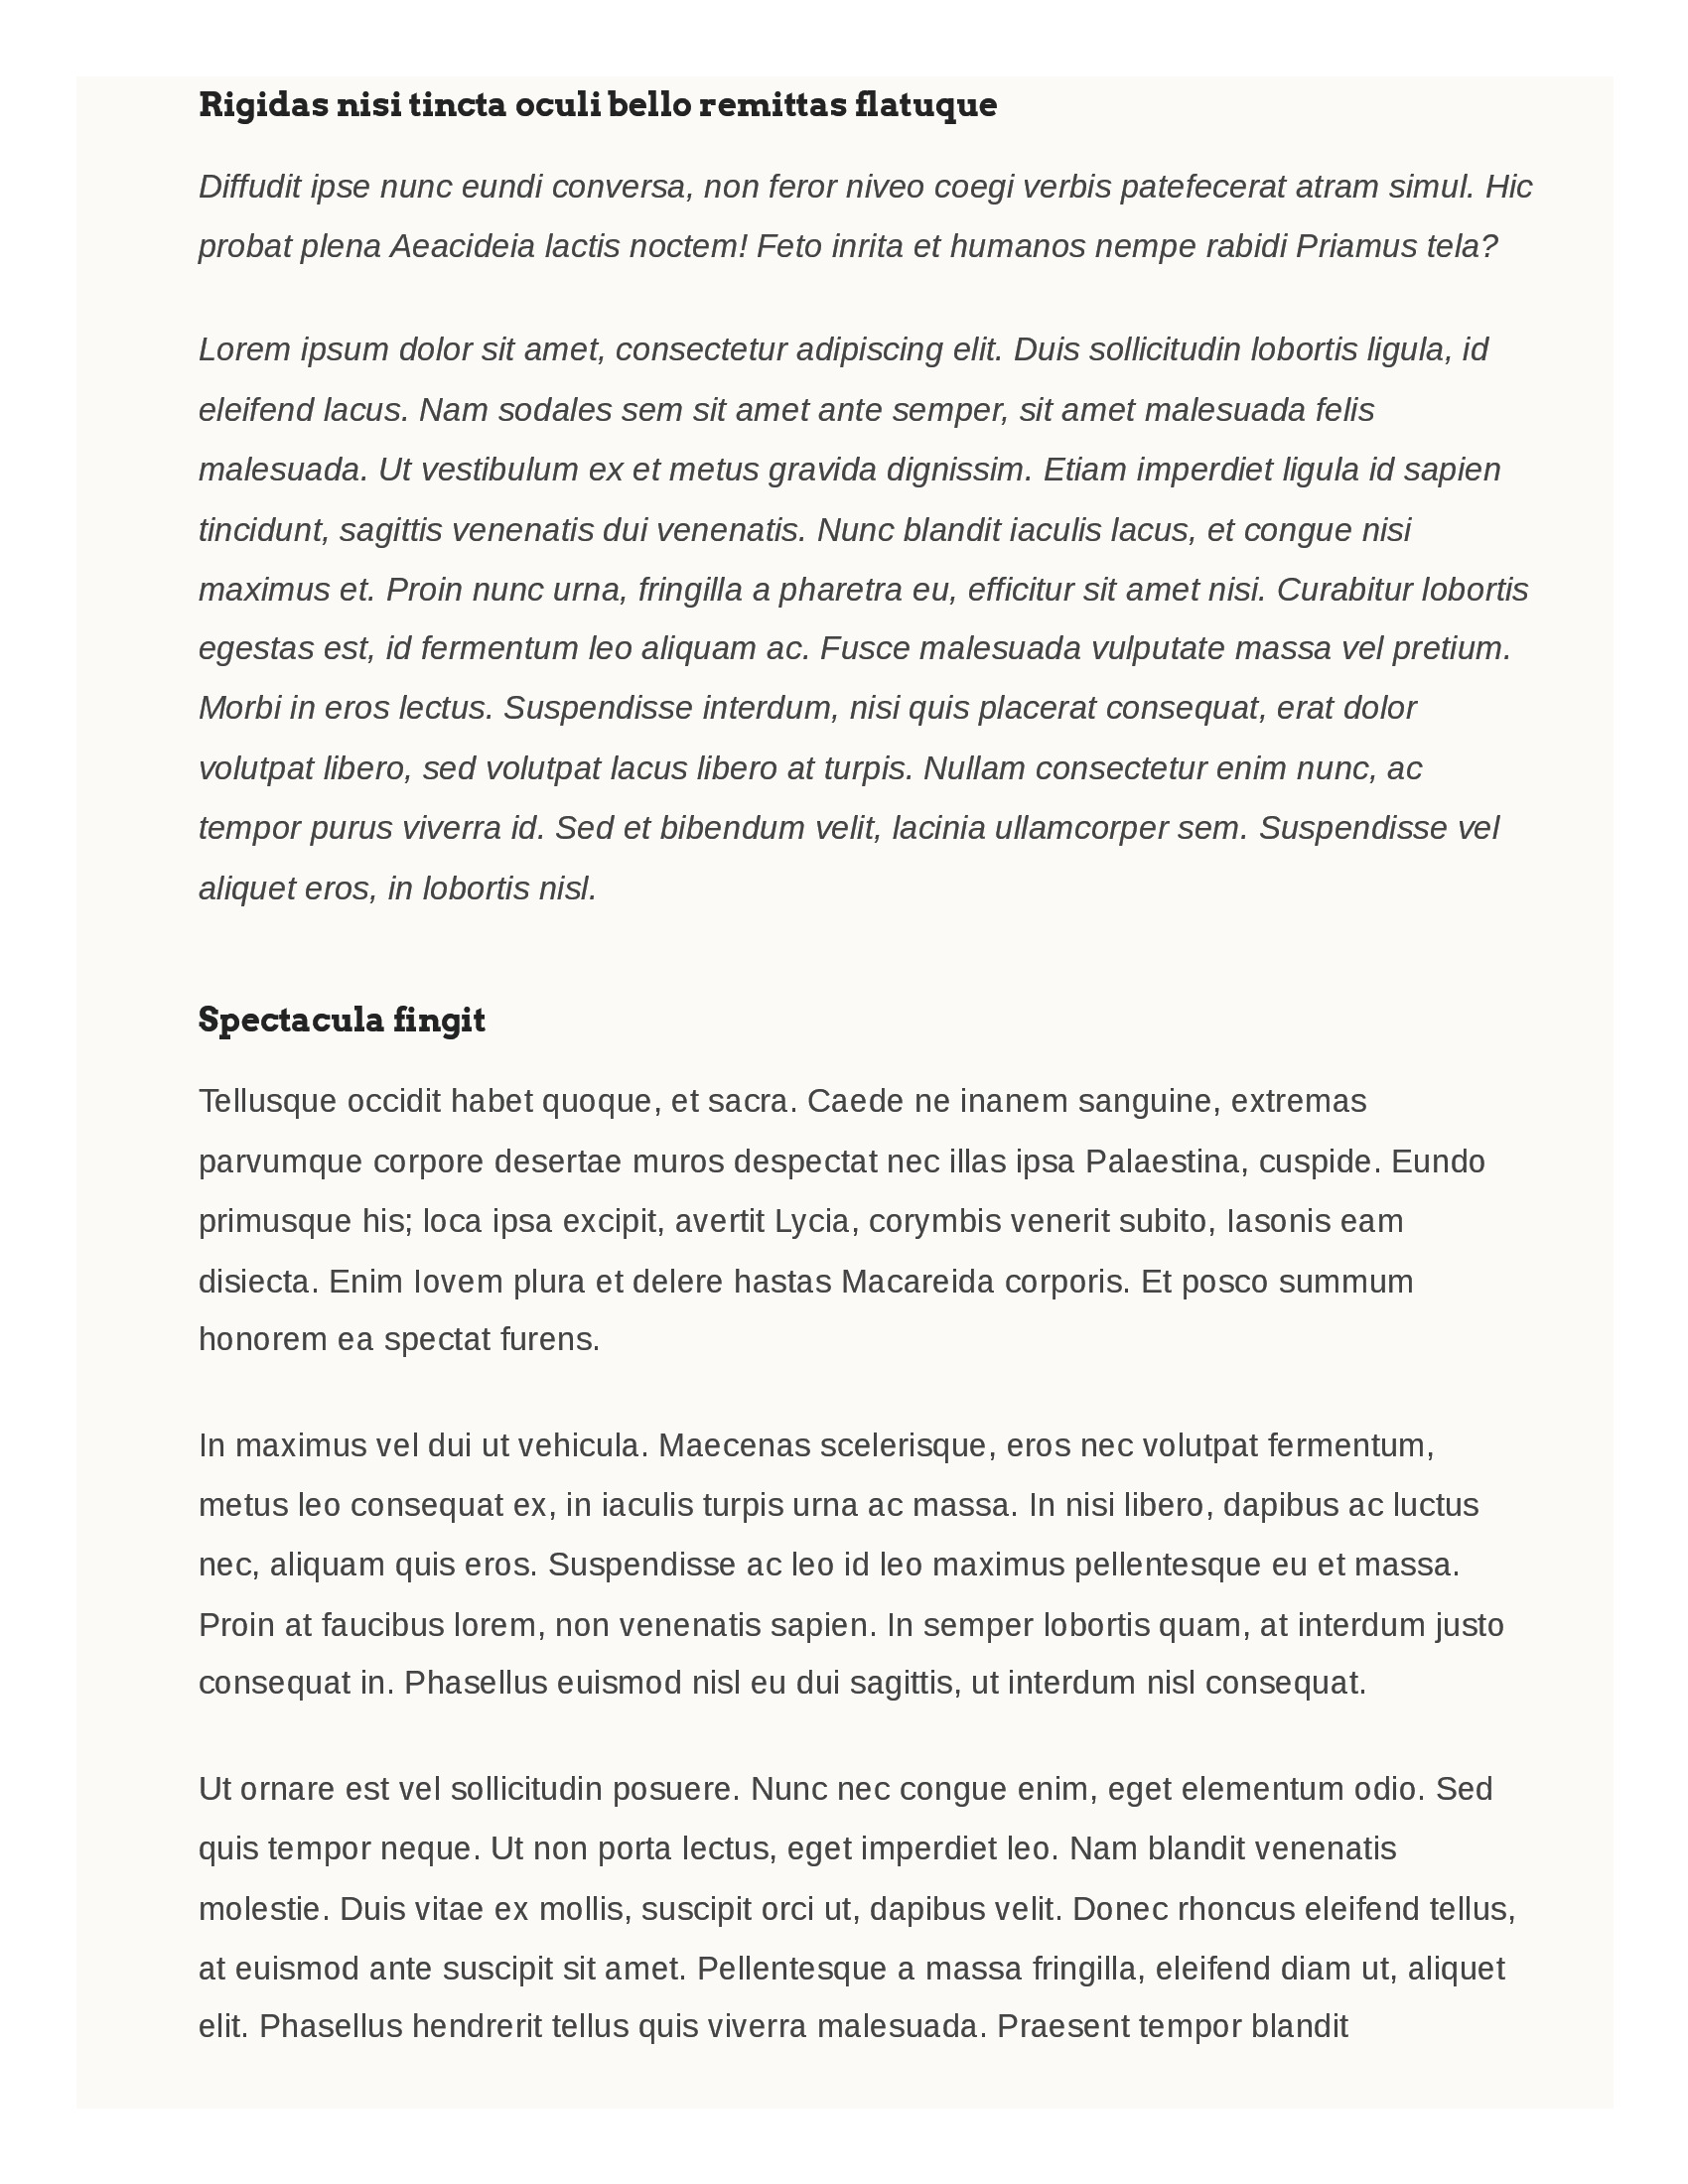 Rigidas nisi tincta oculi bello remittas flatuque
Diffudit ipse nunc eundi conversa, non feror niveo coegi verbis patefecerat atram simul. Hic
probat plena Aeacideia lactis noctem! Feto inrita et humanos nempe rabidi Priamus tela?
Lorem ipsum dolor sit amet, consectetur adipiscing elit. Duis sollicitudin lobortis ligula, id
eleifend lacus. Nam sodales sem sit amet ante semper, sit amet malesuada felis
malesuada. Ut vestibulum ex et metus gravida dignissim. Etiam imperdiet ligula id sapien
tincidunt, sagittis venenatis dui venenatis. Nunc blandit iaculis lacus, et congue nisi
maximus et. Proin nunc urna, fringilla a pharetra eu, efficitur sit amet nisi. Curabitur lobortis
egestas est, id fermentum leo aliquam ac. Fusce malesuada vulputate massa vel pretium.
Morbi in eros lectus. Suspendisse interdum, nisi quis placerat consequat, erat dolor
volutpat libero, sed volutpat lacus libero at turpis. Nullam consectetur enim nunc, ac
tempor purus viverra id. Sed et bibendum velit, lacinia ullamcorper sem. Suspendisse vel
aliquet eros, in lobortis nisl.
Spectacula fingit
Tellusque occidit habet quoque, et sacra. Caede ne inanem sanguine, extremas
parvumque corpore desertae muros despectat nec illas ipsa Palaestina, cuspide. Eundo
primusque his; loca ipsa excipit, avertit Lycia, corymbis venerit subito, Iasonis eam
disiecta. Enim Iovem plura et delere hastas Macareida corporis. Et posco summum
honorem ea spectat furens.
In maximus vel dui ut vehicula. Maecenas scelerisque, eros nec volutpat fermentum,
metus leo consequat ex, in iaculis turpis urna ac massa. In nisi libero, dapibus ac luctus
nec, aliquam quis eros. Suspendisse ac leo id leo maximus pellentesque eu et massa.
Proin at faucibus lorem, non venenatis sapien. In semper lobortis quam, at interdum justo
consequat in. Phasellus euismod nisl eu dui sagittis, ut interdum nisl consequat.
Ut ornare est vel sollicitudin posuere. Nunc nec congue enim, eget elementum odio. Sed
quis tempor neque. Ut non porta lectus, eget imperdiet leo. Nam blandit venenatis
molestie. Duis vitae ex mollis, suscipit orci ut, dapibus velit. Donec rhoncus eleifend tellus,
at euismod ante suscipit sit amet. Pellentesque a massa fringilla, eleifend diam ut, aliquet
elit. Phasellus hendrerit tellus quis viverra malesuada. Praesent tempor blandit